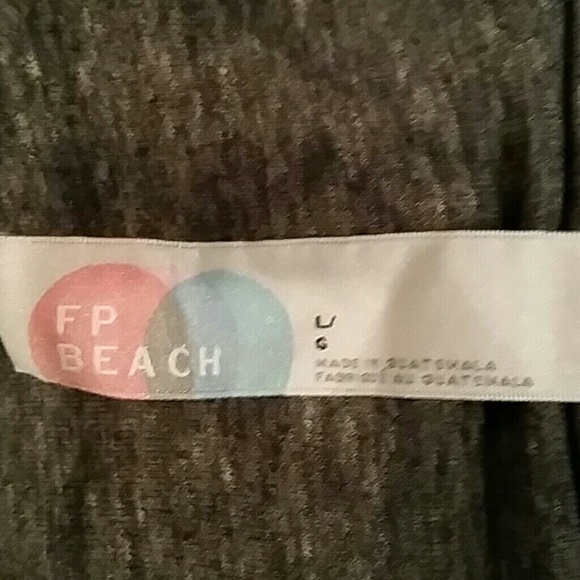 FP
BEACH
L/
G
MADE IN GUATEMALA
FABRIQUÉ AU GUATEMALA